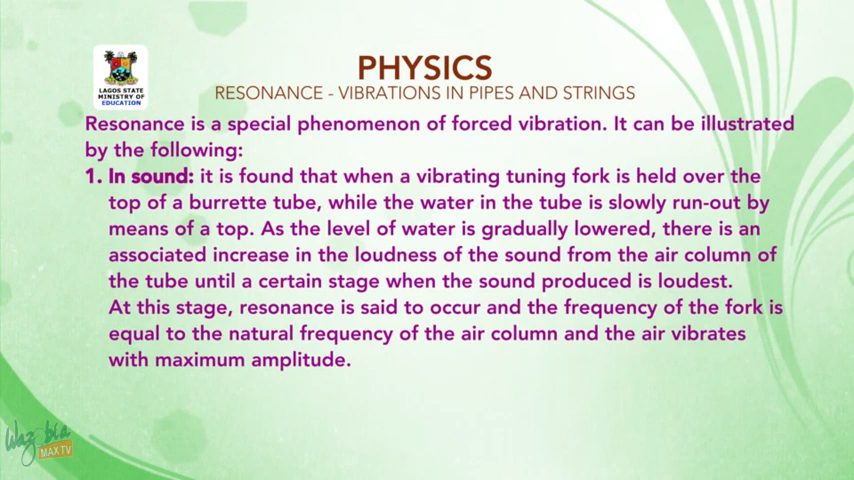 PHYSICS
LAGOS STATE
MINISTRY OF
EDUCATION
RESONANCE - VIBRATIONS IN PIPES AND STRINGS
Resonance is a special phenomenon of forced vibration. It can be illustrated
by the following:
1. In sound: it is found that when a vibrating tuning fork is held over the
top of a burrette tube, while the water in the tube is slowly run-out by
means of a top. As the level of water is gradually lowered, there is an
associated increase in the loudness of the sound from the air column of
the tube until a certain stage when the sound produced is loudest.
At this stage, resonance is said to occur and the frequency of the fork is
equal to the natural frequency of the air column and the air vibrates
with maximum amplitude.
Wazobia
MAX TV